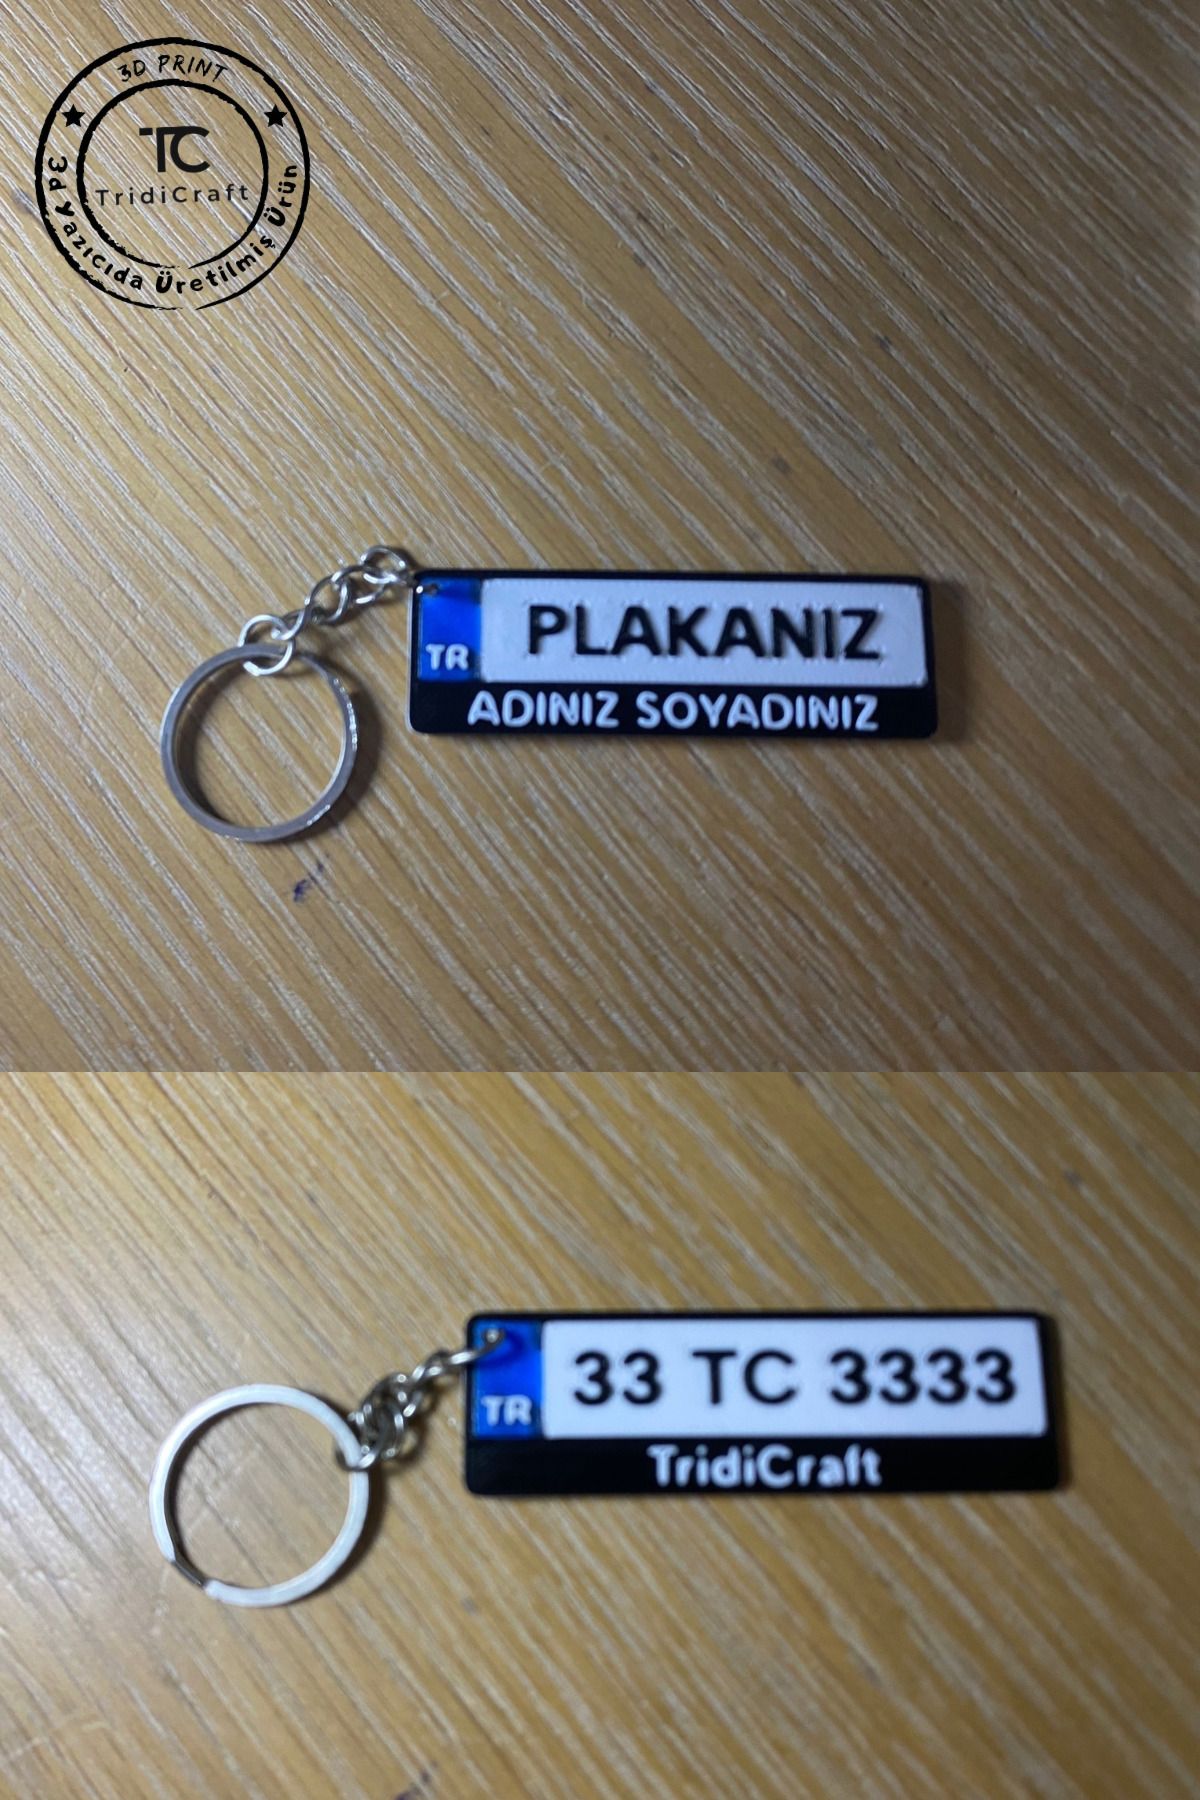 3D PRINT
TC
TridiCraft
3D Yazıcıda Üretilmiş Ürün
PLAKANIZ
TR
ADINIZ SOYADINIZ
33 TC 3333
TR
TridiCraft